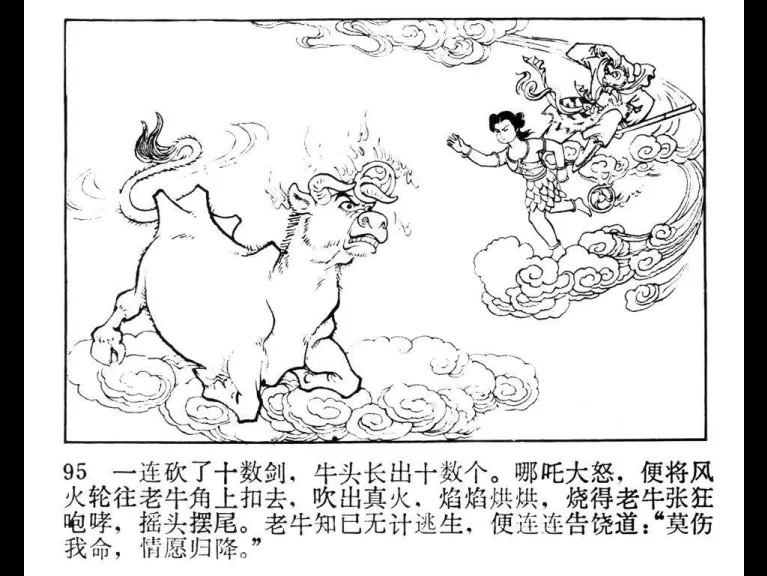 95 一连砍了十数剑，牛头长出十数个。哪吒大怒，便将风
火轮往老牛角上扣去，吹出真火，焰焰烘烘，烧得老牛张狂
咆哮，摇头摆尾。老牛知已无计逃生，便连连告饶道：“莫伤
我命，情愿归降。”